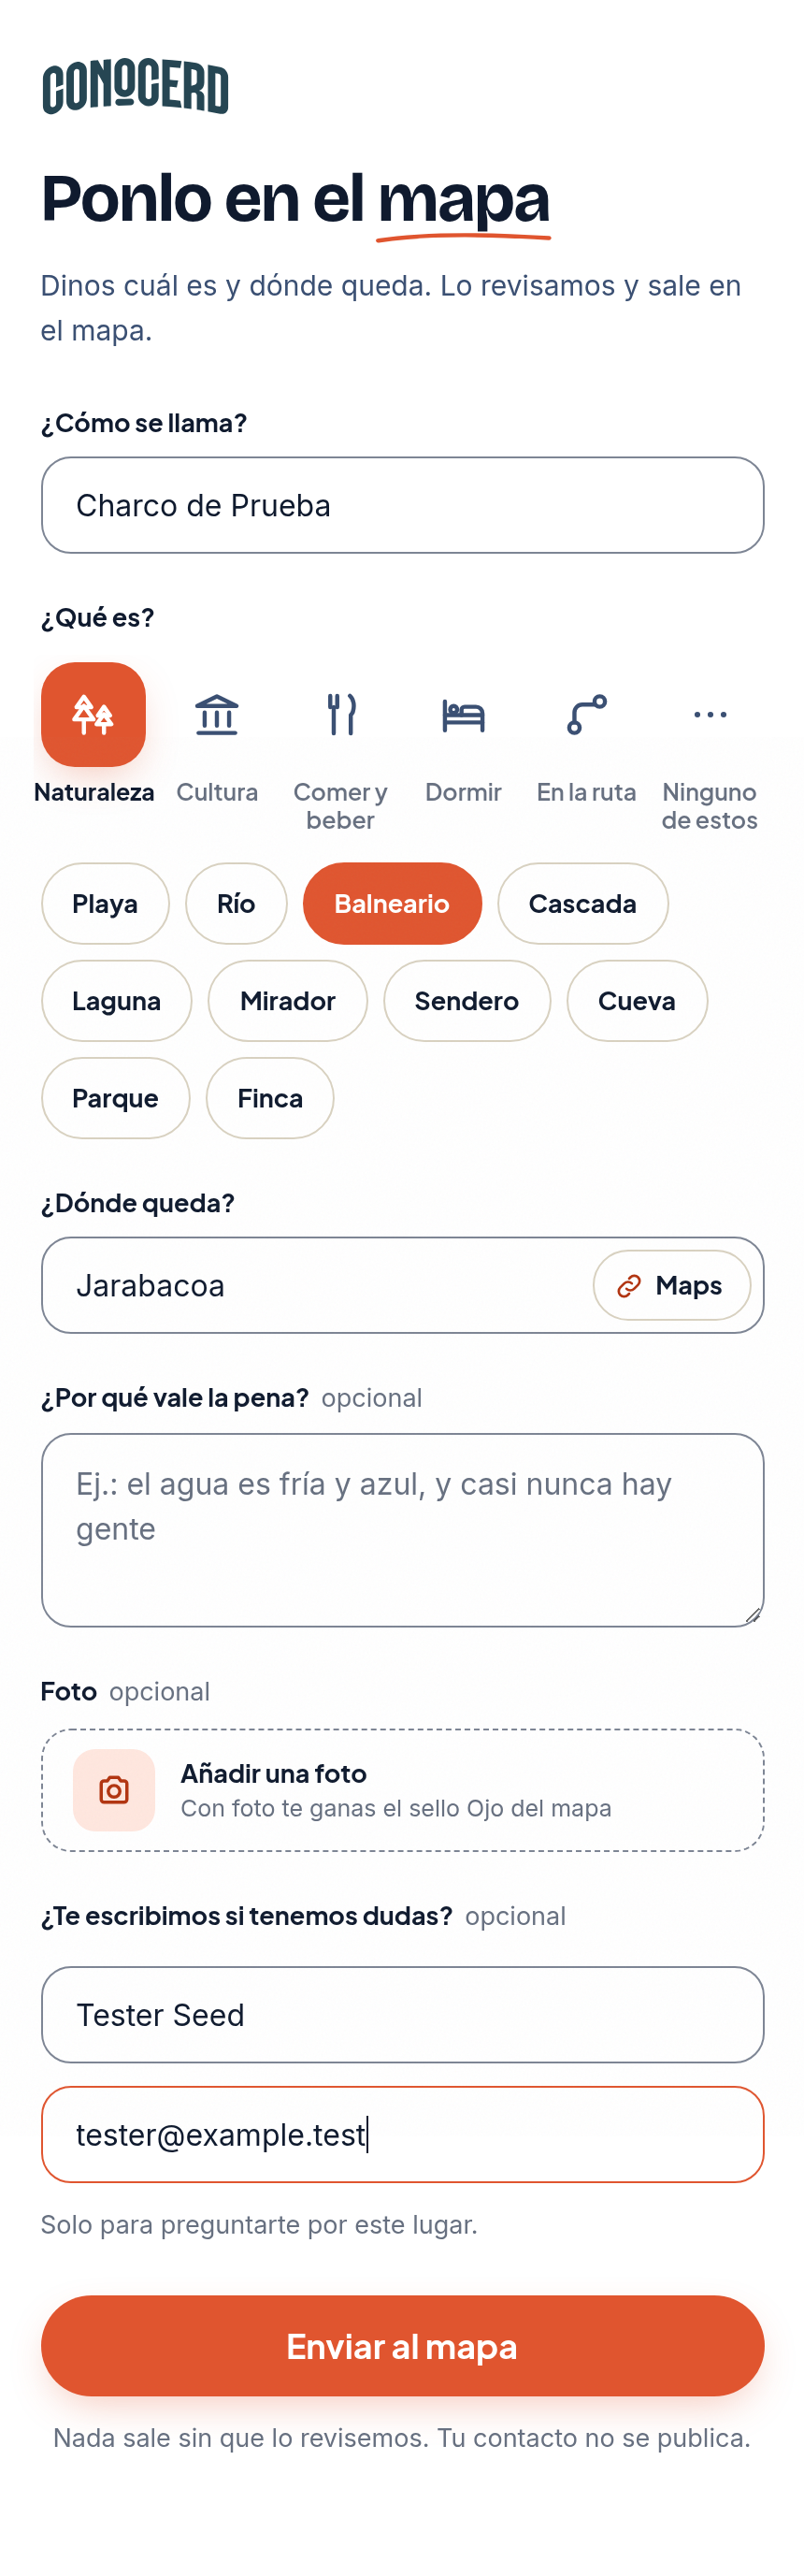 CONOCERD
Ponlo en el mapa
Dinos cuál es y dónde queda. Lo revisamos y sale en
el mapa.
¿Cómo se llama?
Charco de Prueba
¿Qué es?
Naturaleza
Cultura
Comer y
beber
Dormir
En la ruta
Ninguno
de estos
Playa
Río
Balneario
Cascada
Laguna
Mirador
Sendero
Cueva
Parque
Finca
¿Dónde queda?
Jarabacoa
Maps
¿Por qué vale la pena? opcional
Ej.: el agua es fría y azul, y casi nunca hay
gente
Foto opcional
Añadir una foto
Con foto te ganas el sello Ojo del mapa
¿Te escribimos si tenemos dudas? opcional
Tester Seed
tester@example.test
Solo para preguntarte por este lugar.
Enviar al mapa
Nada sale sin que lo revisemos. Tu contacto no se publica.